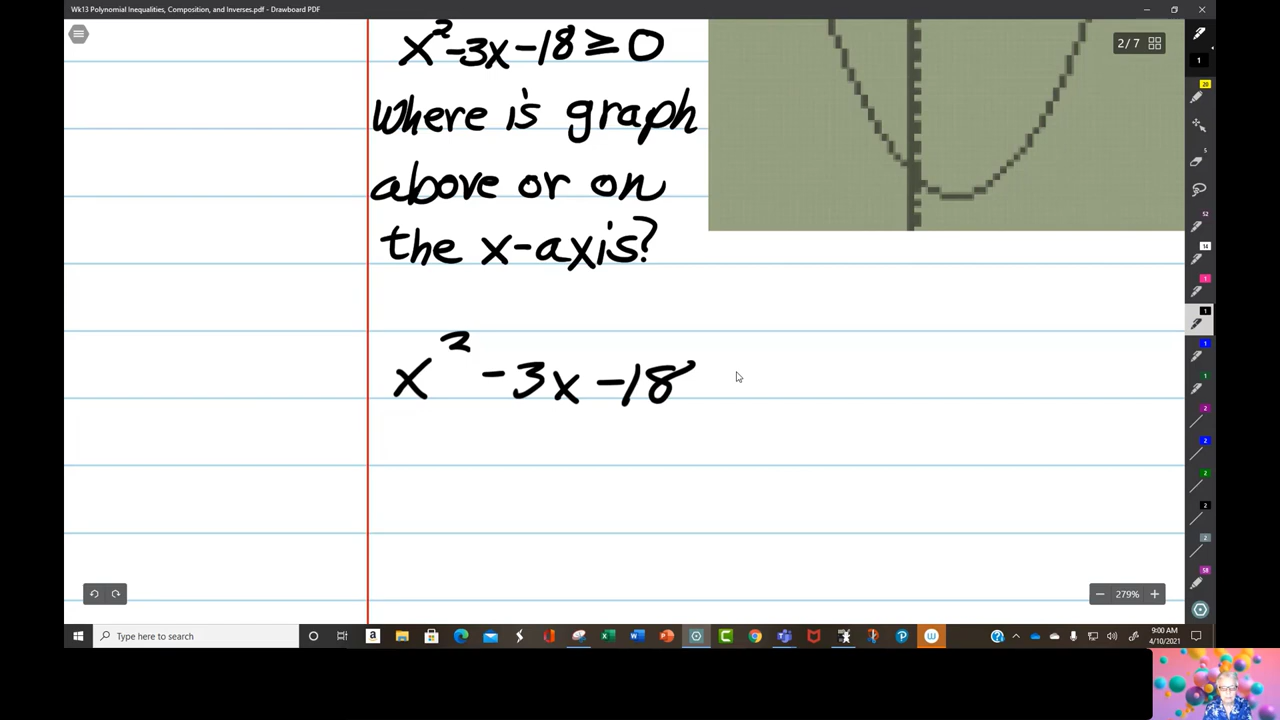 Wk13 Polynomial Inequalities, Composition, and Inverses.pdf - Drawboard PDF
x²-3x-18≥0
2/7
where is graph
above or on
the x-axis?
x²-3x-18
279%
Type here to search
9:00 AM
4/10/2021